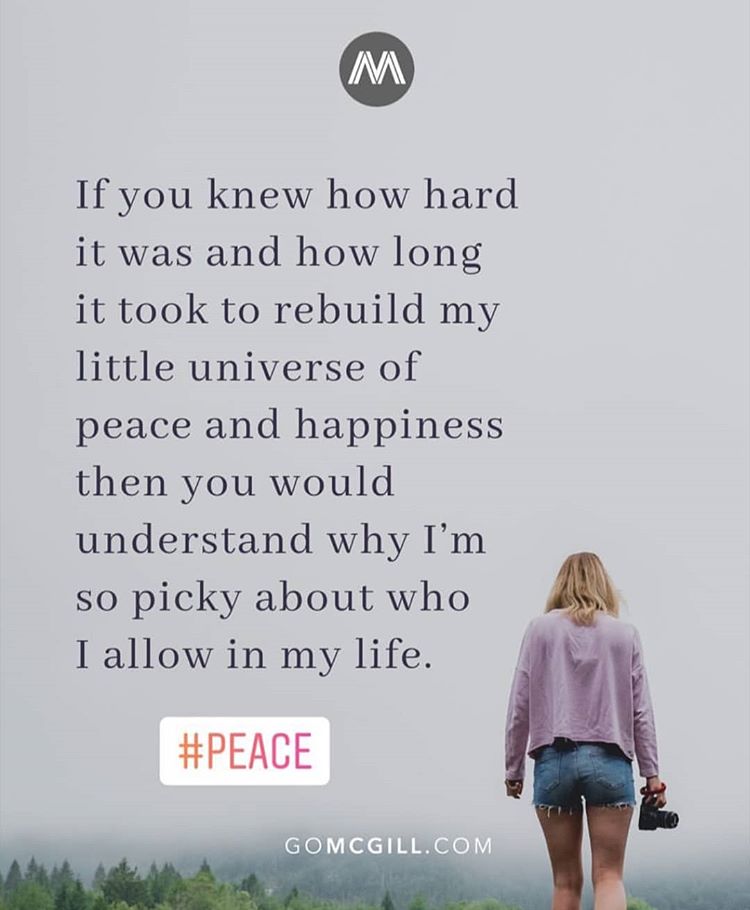 M
If you knew how hard
it was and how long
it took to rebuild my
little universe of
peace and happiness
then you would
understand why I’m
so picky about who
I allow in my life.
#PEACE
GOMCGILL.COM